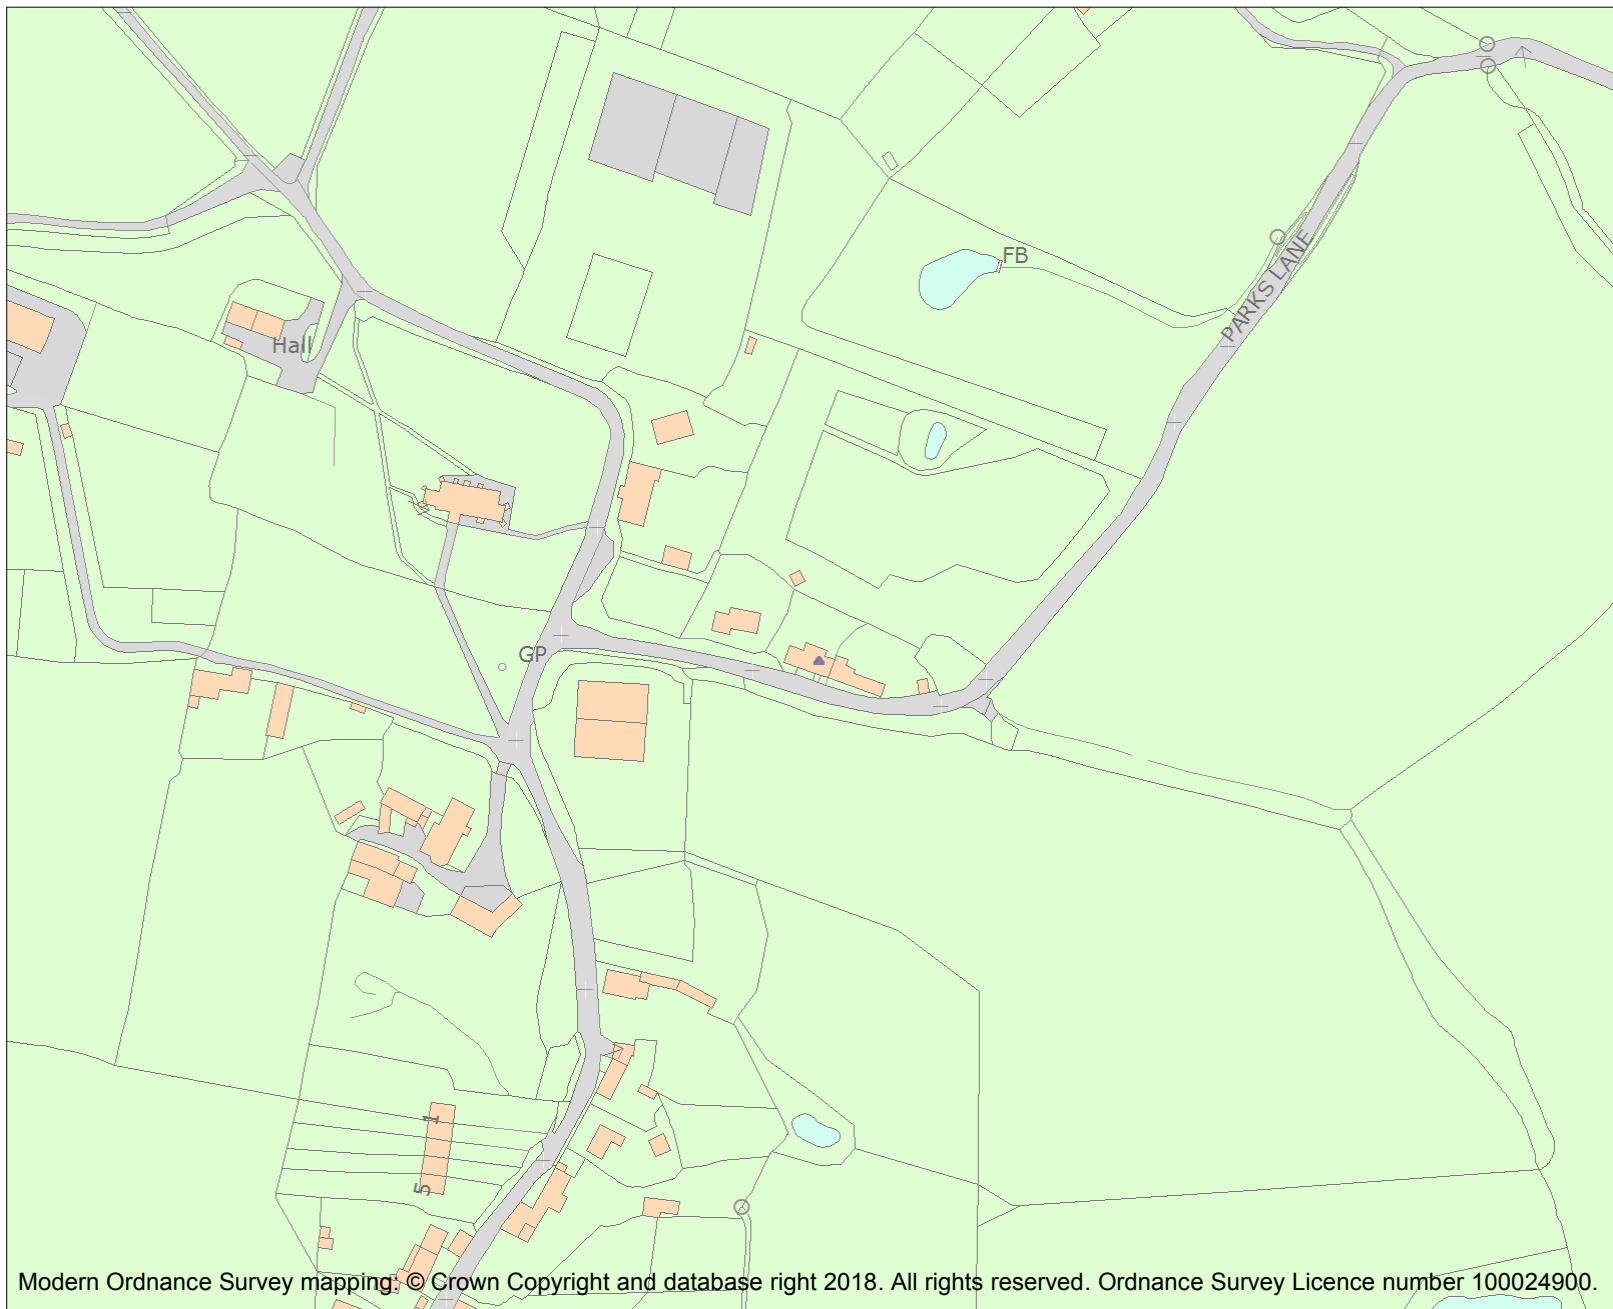 FB
PARKS LANE
Hall
GP
1
5
Modern Ordnance Survey mapping: © Crown Copyright and database right 2018. All rights reserved. Ordnance Survey Licence number 100024900.